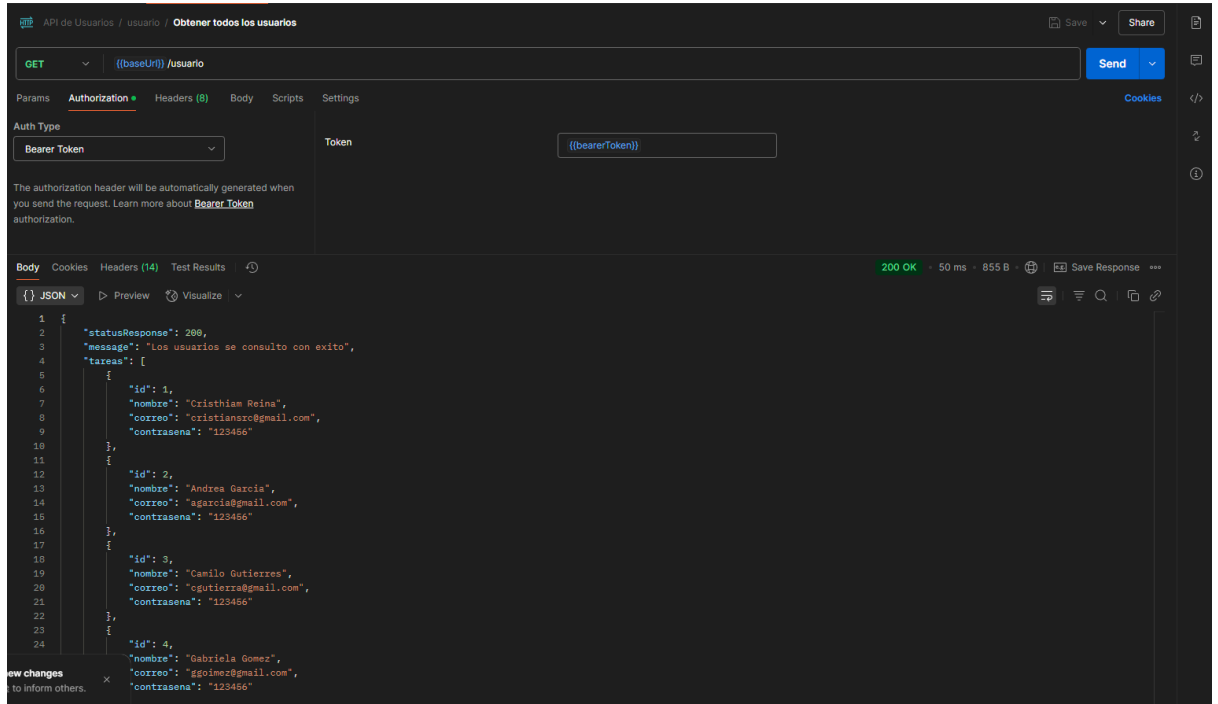 HTTP API de Usuarios / usuario / Obtener todos los usuarios Save Share
GET {{baseUrl}} /usuario Send
Params Authorization Headers (8) Body Scripts Settings Cookies
Auth Type
Bearer Token
Token {{bearerToken}}
The authorization header will be automatically generated when
you send the request. Learn more about Bearer Token
authorization.
Body Cookies Headers (14) Test Results 200 OK 50 ms 855 B Save Response
{} JSON Preview Visualize
1 {
2 "statusResponse": 200,
3 "message": "Los usuarios se consulto con exito",
4 "tareas": [
5 {
6 "id": 1,
7 "nombre": "Cristhiam Reina",
8 "correo": "cristiansrc@gmail.com",
9 "contrasena": "123456"
10 },
11 {
12 "id": 2,
13 "nombre": "Andrea Garcia",
14 "correo": "agarcia@gmail.com",
15 "contrasena": "123456"
16 },
17 {
18 "id": 3,
19 "nombre": "Camilo Gutierres",
20 "correo": "cgutierra@gmail.com",
21 "contrasena": "123456"
22 },
23 {
24 "id": 4,
"nombre": "Gabriela Gomez",
"correo": "ggoimez@gmail.com",
"contrasena": "123456"
new changes
to inform others.